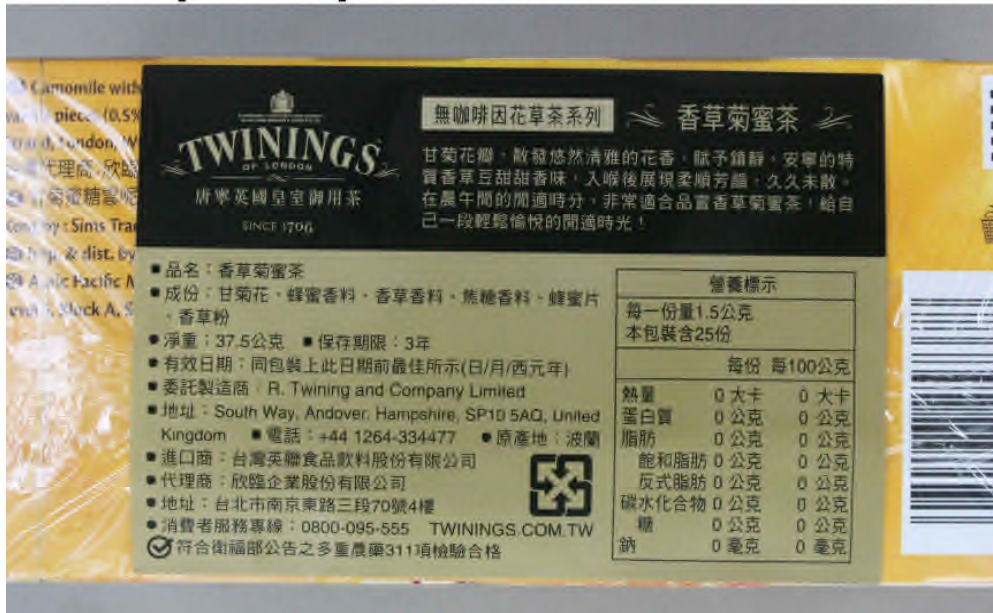 Camomile with
piece (0.5%
London, W
代理商:欣臨
by : Sims Tra
& dist. by
Pacific
Block A, S
TWININGS
OF LONDON
唐寧英國皇室御用茶
SINCE 1706
無咖啡因花草茶系列
香草菊蜜茶
甘菊花瓣,散發悠然清雅的花香,賦予鎮靜、安寧的特
質香草豆甜甜香味,入喉後展現柔順芳醞,久久未散。
在晨午間的閒適時分,非常適合品嘗香草菊蜜茶,給自
己一段輕鬆愉悅的閒適時光!
■品名:香草菊蜜茶
■成份:甘菊花、蜂蜜香料、香草香料、焦糖香料、蜂蜜片
、香草粉
●淨重:37.5公克 ■保存期限:3年
■有效日期:同包裝上此日期前最佳所示(日/月/西元年)
■委託製造商:R. Twining and Company Limited
■地址:South Way, Andover, Hampshire, SP10 5AQ, United
Kingdom ■電話:+44 1264-334477 ●原產地:波蘭
■進口商:台灣英聯食品飲料股份有限公司
●代理商:欣臨企業股份有限公司
■地址:台北市南京東路三段70號4樓
●消費者服務專線:0800-095-555 TWININGS.COM.TW
符合衛福部公告之多重農藥311項檢驗合格
營養標示
每一份量1.5公克
本包裝含25份
每份 每100公克
熱量 0 大卡 0 大卡
蛋白質 0 公克 0 公克
脂肪 0 公克 0 公克
飽和脂肪 0 公克 0 公克
反式脂肪 0 公克 0 公克
碳水化合物 0 公克 0 公克
糖 0 公克 0 公克
鈉 0 毫克 0 毫克